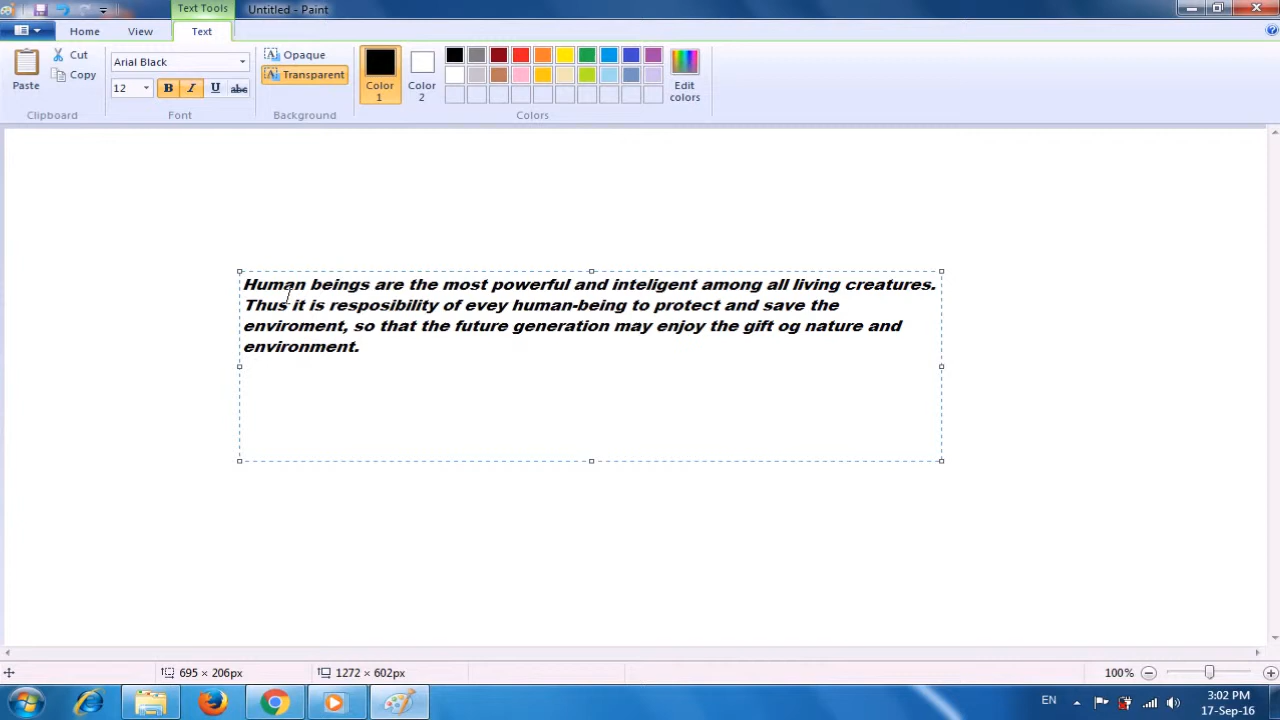 Text Tools
Untitled - Paint
Home
View
Text
Paste
Cut
Copy
Clipboard
Arial Black
12
B I U abc
Font
Opaque
Transparent
Background
Color 1
Color 2
Edit colors
Colors
Human beings are the most powerful and inteligent among all living creatures.
Thus it is resposibility of evey human-being to protect and save the
enviroment, so that the future generation may enjoy the gift og nature and
environment.
695 × 206px
1272 × 602px
100%
EN
3:02 PM
17-Sep-16